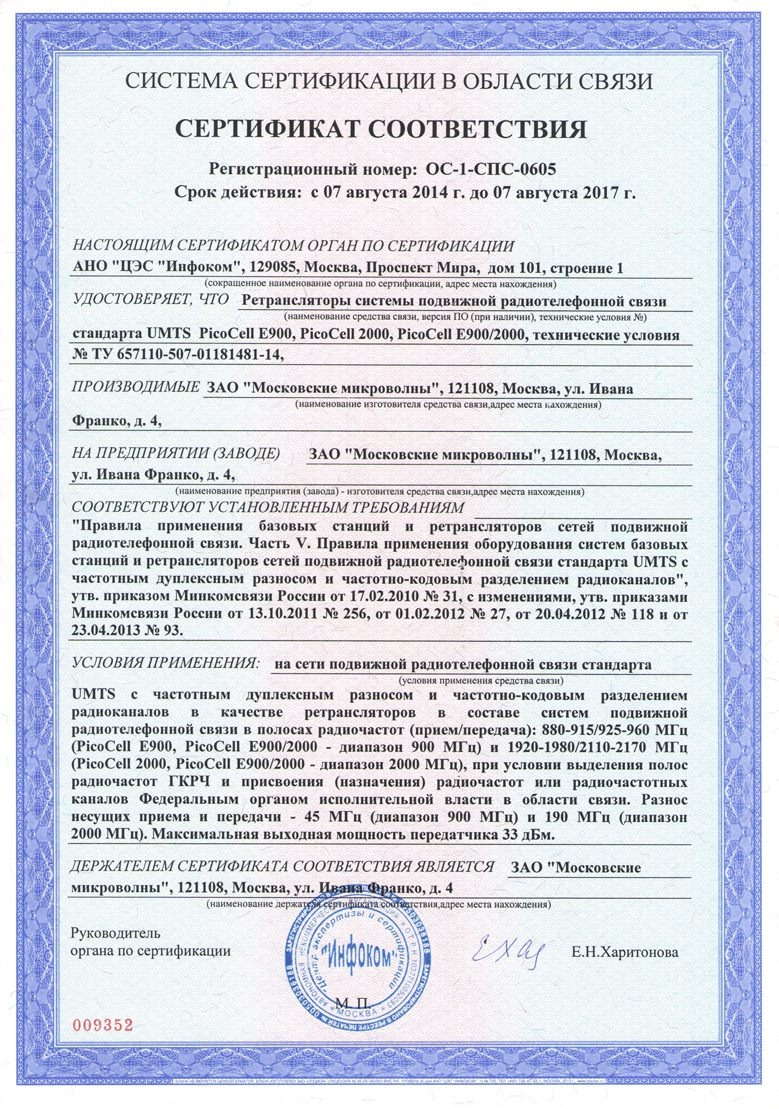 СИСТЕМА СЕРТИФИКАЦИИ В ОБЛАСТИ СВЯЗИ
СЕРТИФИКАТ СООТВЕТСТВИЯ
Регистрационный номер: ОС-1-СПС-0605
Срок действия: с 07 августа 2014 г. до 07 августа 2017 г.
НАСТОЯЩИМ СЕРТИФИКАТОМ ОРГАН ПО СЕРТИФИКАЦИИ
АНО "ЦЭС "Инфоком", 129085, Москва, Проспект Мира, дом 101, строение 1
(сокращенное наименование органа по сертификации, адрес места нахождения)
УДОСТОВЕРЯЕТ, ЧТО Ретрансляторы системы подвижной радиотелефонной связи
(наименование средства связи, версия ПО (при наличии), технические условия №)
стандарта UMTS PicoCell E900, PicoCell 2000, PicoCell E900/2000, технические условия
№ ТУ 657110-507-01181481-14,
ПРОИЗВОДИМЫЕ ЗАО "Московские микроволны", 121108, Москва, ул. Ивана
(наименование изготовителя средства связи,адрес места нахождения)
Франко, д. 4,
НА ПРЕДПРИЯТИИ (ЗАВОДЕ) ЗАО "Московские микроволны", 121108, Москва,
ул. Ивана Франко, д. 4,
(наименование предприятия (завода) - изготовителя средства связи,адрес места нахождения)
СООТВЕТСТВУЮТ УСТАНОВЛЕННЫМ ТРЕБОВАНИЯМ
"Правила применения базовых станций и ретрансляторов сетей подвижной
радиотелефонной связи. Часть V. Правила применения оборудования систем базовых
станций и ретрансляторов сетей подвижной радиотелефонной связи стандарта UMTS с
частотным дуплексным разносом и частотно-кодовым разделением радиоканалов",
утв. приказом Минкомсвязи России от 17.02.2010 № 31, с изменениями, утв. приказами
Минкомсвязи России от 13.10.2011 № 256, от 01.02.2012 № 27, от 20.04.2012 № 118 и от
23.04.2013 № 93.
УСЛОВИЯ ПРИМЕНЕНИЯ: на сети подвижной радиотелефонной связи стандарта
(условия применения средства связи)
UMTS с частотным дуплексным разносом и частотно-кодовым разделением
радиоканалов в качестве ретрансляторов в составе систем подвижной
радиотелефонной связи в полосах радиочастот (прием/передача): 880-915/925-960 МГц
(PicoCell E900, PicoCell E900/2000 - диапазон 900 МГц) и 1920-1980/2110-2170 МГц
(PicoCell 2000, PicoCell E900/2000 - диапазон 2000 МГц), при условии выделения полос
радиочастот ГКРЧ и присвоения (назначения) радиочастот или радиочастотных
каналов Федеральным органом исполнительной власти в области связи. Разнос
несущих приема и передачи - 45 МГц (диапазон 900 МГц) и 190 МГц (диапазон
2000 МГц). Максимальная выходная мощность передатчика 33 дБм.
ДЕРЖАТЕЛЕМ СЕРТИФИКАТА СООТВЕТСТВИЯ ЯВЛЯЕТСЯ ЗАО "Московские
микроволны", 121108, Москва, ул. Ивана Франко, д. 4
(наименование держателя сертификата соответствия,адрес места нахождения)
Руководитель
органа по сертификации
Е.Н.Харитонова
Центр экспертизы и сертификации
"Инфоком"
МОСКВА
М. П.
009352